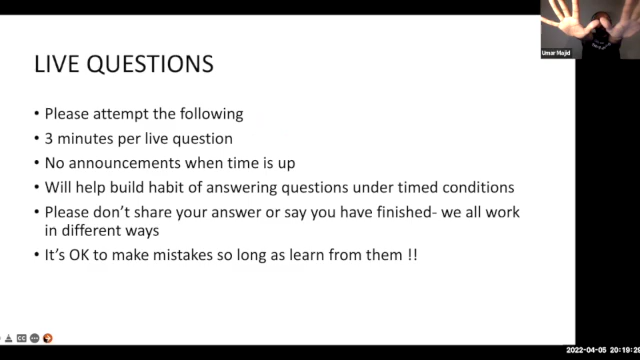 Umar Majid
LIVE QUESTIONS
• Please attempt the following
• 3 minutes per live question
• No announcements when time is up
• Will help build habit of answering questions under timed conditions
• Please don't share your answer or say you have finished- we all work
in different ways
• It's OK to make mistakes so long as learn from them !!
CC
2022-04-05 20:19:29